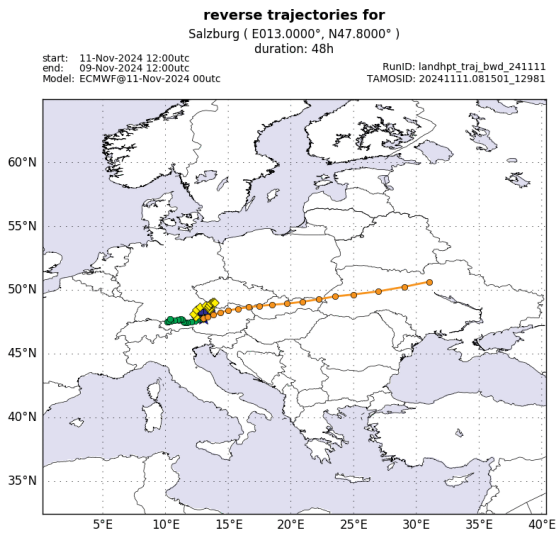 reverse trajectories for
Salzburg ( E013.0000°, N47.8000° )
duration: 48h
start: 11-Nov-2024 12:00utc
end: 09-Nov-2024 12:00utc
Model: ECMWF@11-Nov-2024 00utc
RunID: landhpt_traj_bwd_241111
TAMOSID: 20241111.081501_12981
60°N
55°N
50°N
45°N
40°N
35°N
5°E 10°E 15°E 20°E 25°E 30°E 35°E 40°E